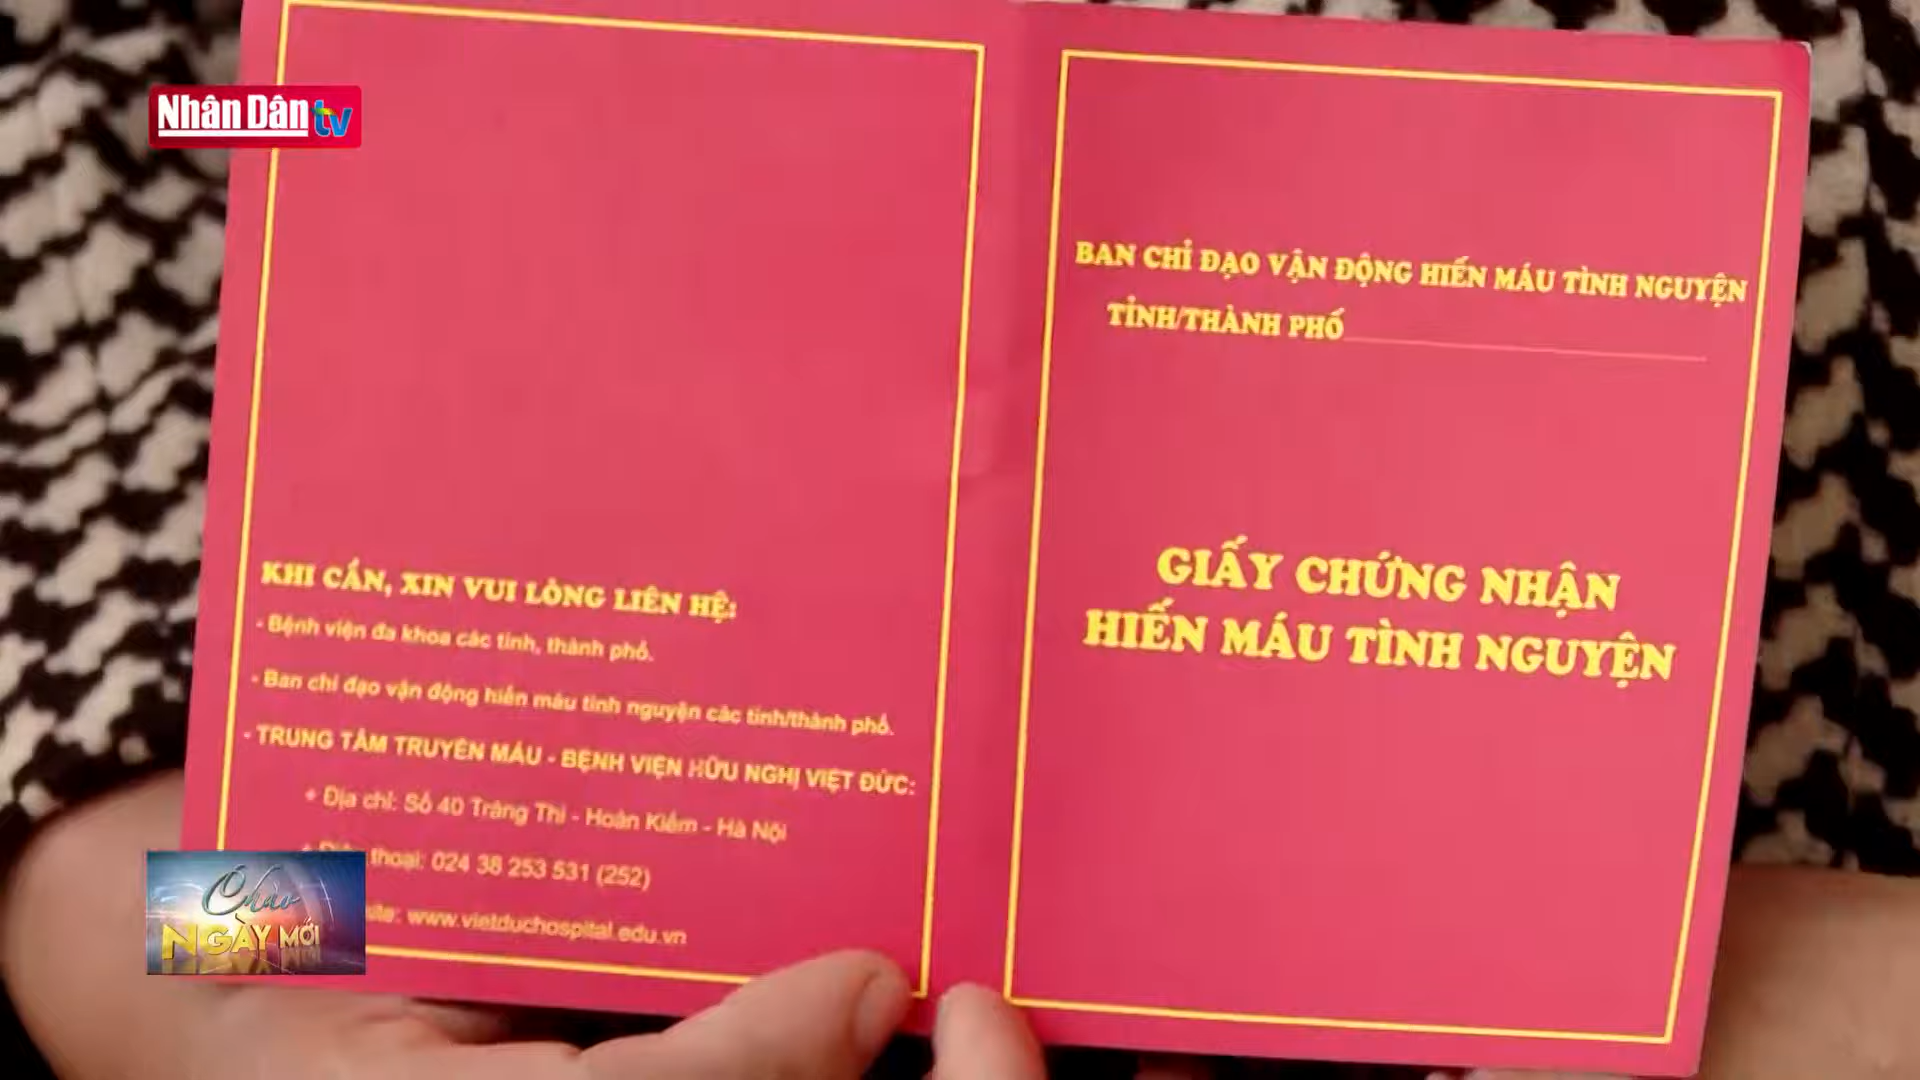 Nhân Dân tv
BAN CHỈ ĐẠO VẬN ĐỘNG HIẾN MÁU TÌNH NGUYỆN
TỈNH/THÀNH PHỐ
GIẤY CHỨNG NHẬN
HIẾN MÁU TÌNH NGUYỆN
KHI CẦN, XIN VUI LÒNG LIÊN HỆ:
- Bệnh viện đa khoa các tỉnh, thành phố.
- Ban chỉ đạo vận động hiến máu tình nguyện các tỉnh/thành phố.
- TRUNG TÂM TRUYỀN MÁU - BỆNH VIỆN HỮU NGHỊ VIỆT ĐỨC:
+ Địa chỉ: Số 40 Tràng Thi - Hoàn Kiếm - Hà Nội
thoại: 024 38 253 531 (252)
www.vietduchospital.edu.vn
Chào
NGÀY MỚI